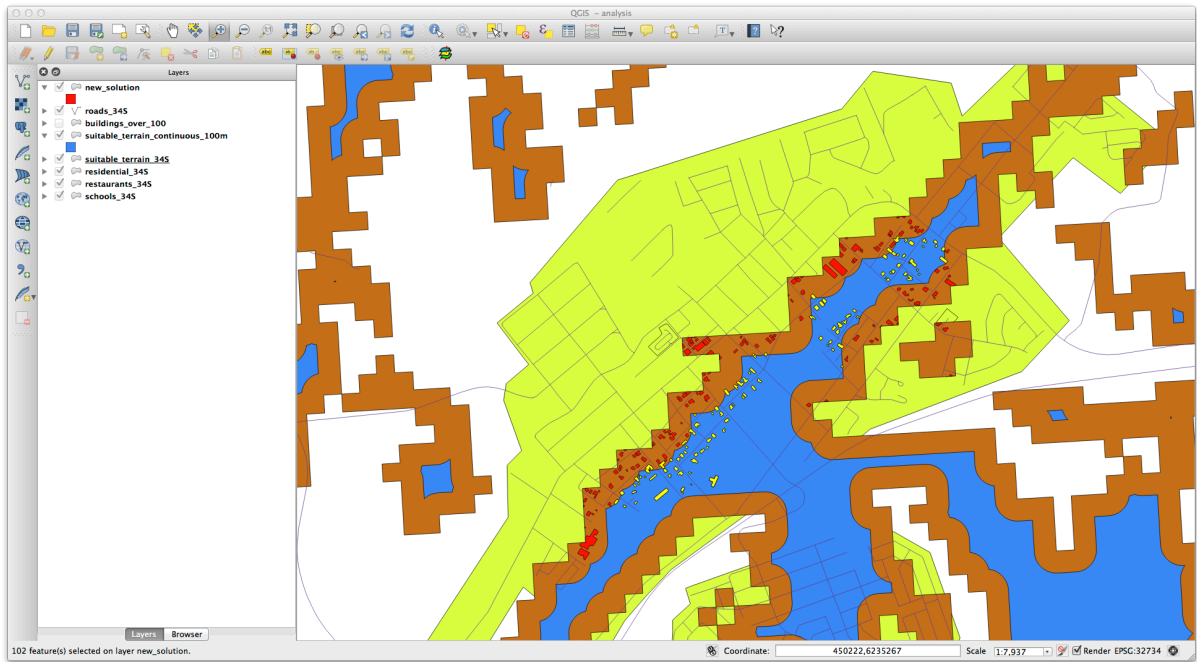 QGIS - analysis
Layers
new_solution
roads_34S
buildings_over_100
suitable_terrain_continuous_100m
suitable_terrain_34S
residential_34S
restaurants_34S
schools_34S
Layers Browser
102 feature(s) selected on layer new_solution.
Coordinate: 450222,6235267
Scale 1:7,937
Render EPSG:32734